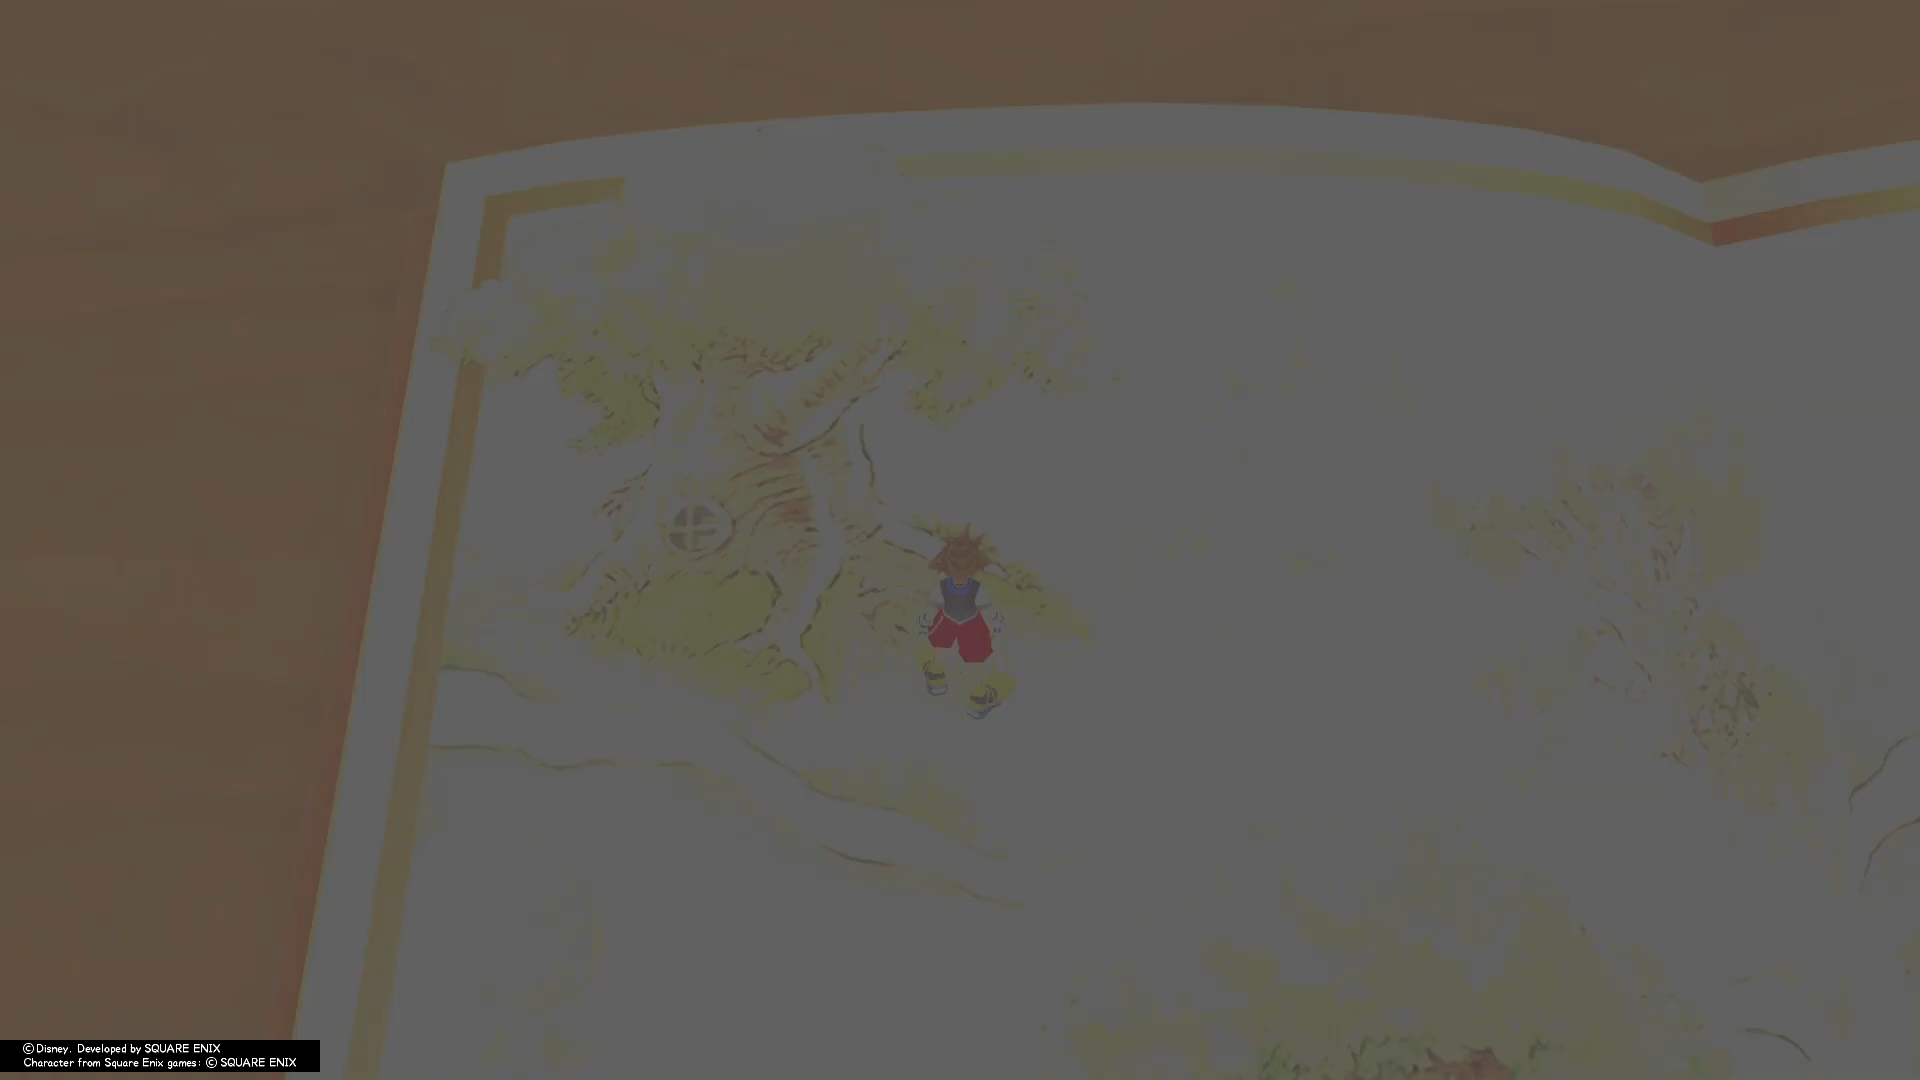 ©Disney. Developed by SQUARE ENIX
Character from Square Enix games: © SQUARE ENIX